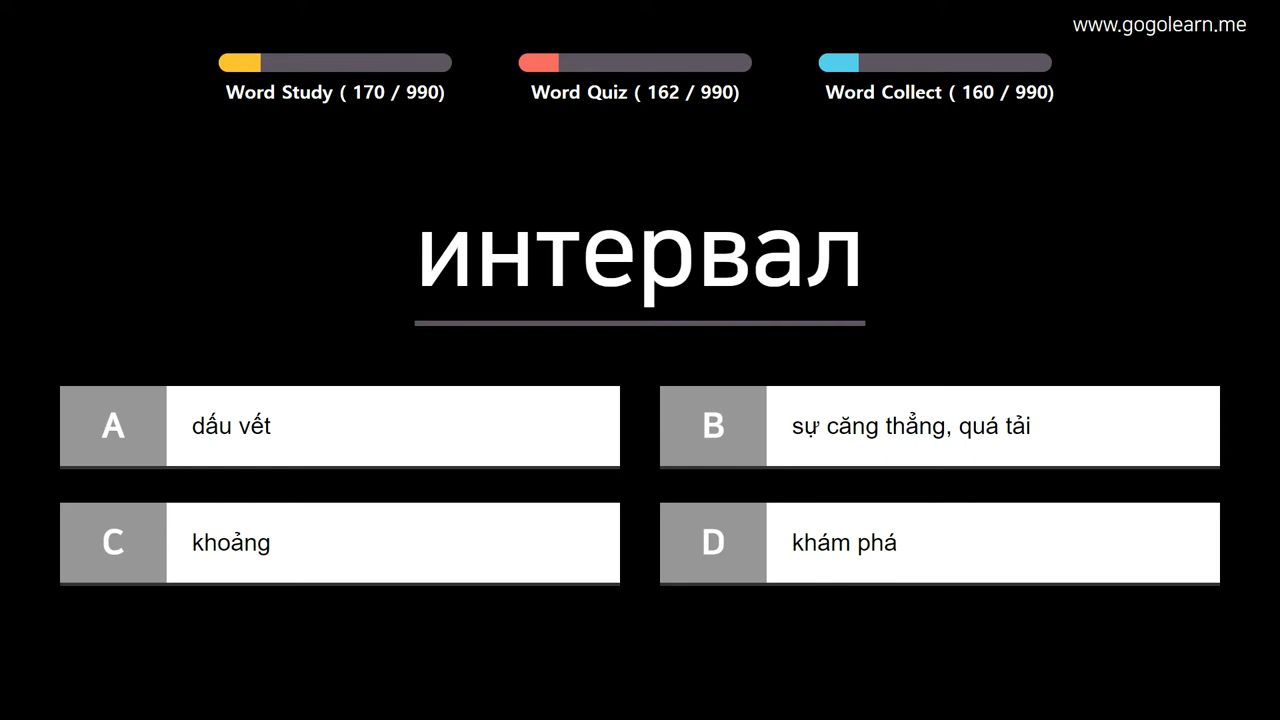 www.gogolearn.me
Word Study ( 170 / 990)
Word Quiz ( 162 / 990)
Word Collect ( 160 / 990)
интервал
A dấu vết
B sự căng thẳng, quá tải
C khoảng
D khám phá